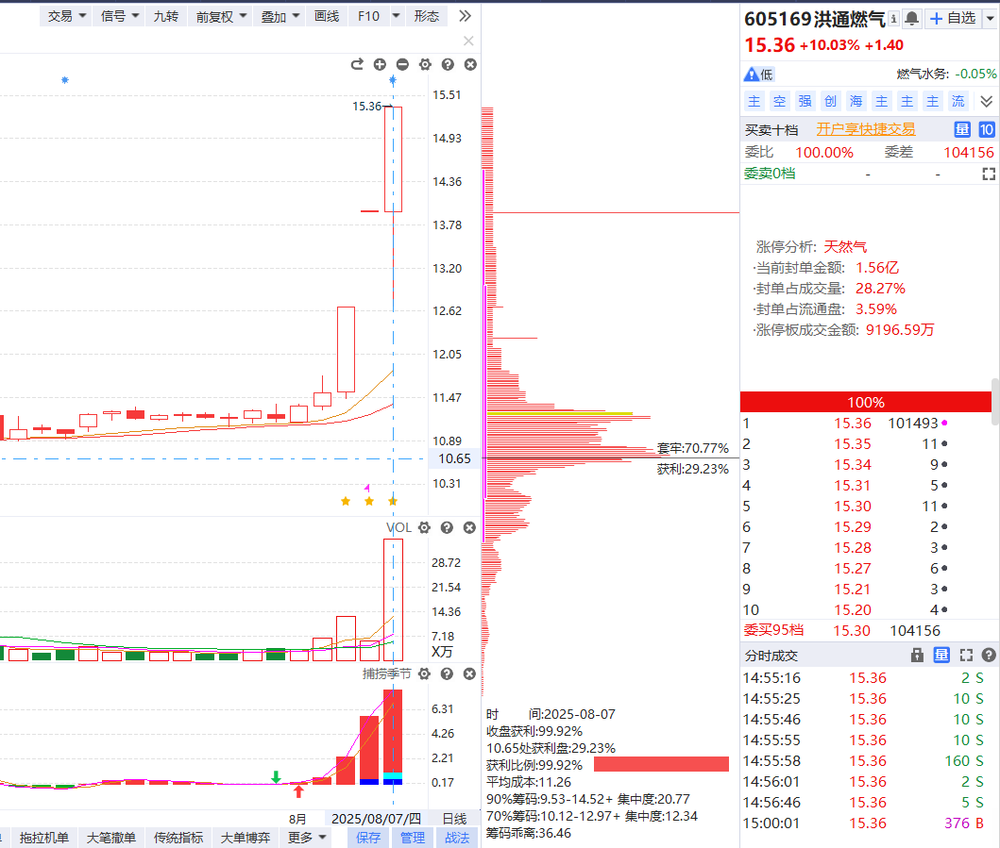 交易 信号 九转 前复权 叠加 画线 F10 形态
15.36
15.51
14.93
14.36
13.78
13.20
12.62
12.05
11.47
10.89
10.65
10.31
VOL
28.72
21.54
14.36
7.18
X万
捕捞季节
6.31
4.26
2.21
0.17
8月 2025/08/07/四 日线
拖拉机单 大笔撤单 传统指标 大单博弈 更多 保存 管理 战法
套牢:70.77%
获利:29.23%
时 间:2025-08-07
收盘获利:99.92%
10.65处获利盘:29.23%
获利比例:99.92%
平均成本:11.26
90%筹码:9.53-14.52+ 集中度:20.77
70%筹码:10.12-12.97+ 集中度:12.34
筹码乖离:36.46
605169 洪通燃气 i + 自选
15.36 +10.03% +1.40
低 燃气水务: -0.05%
主 空 强 创 海 主 主 主 流
买卖十档 开户享快捷交易 量 10
委比 100.00% 委差 104156
委卖0档 - -
涨停分析: 天然气
·当前封单金额: 1.56亿
·封单占成交量: 28.27%
·封单占流通盘: 3.59%
·涨停板成交金额: 9196.59万
100%
1 15.36 101493
2 15.35 11
3 15.34 9
4 15.31 5
5 15.30 11
6 15.29 2
7 15.28 3
8 15.27 6
9 15.21 3
10 15.20 4
委买95档 15.30 104156
分时成交 量
14:55:16 15.36 2 S
14:55:25 15.36 10 S
14:55:46 15.36 10 S
14:55:55 15.36 10 S
14:55:58 15.36 160 S
14:56:01 15.36 2 S
14:56:46 15.36 5 S
15:00:01 15.36 376 B